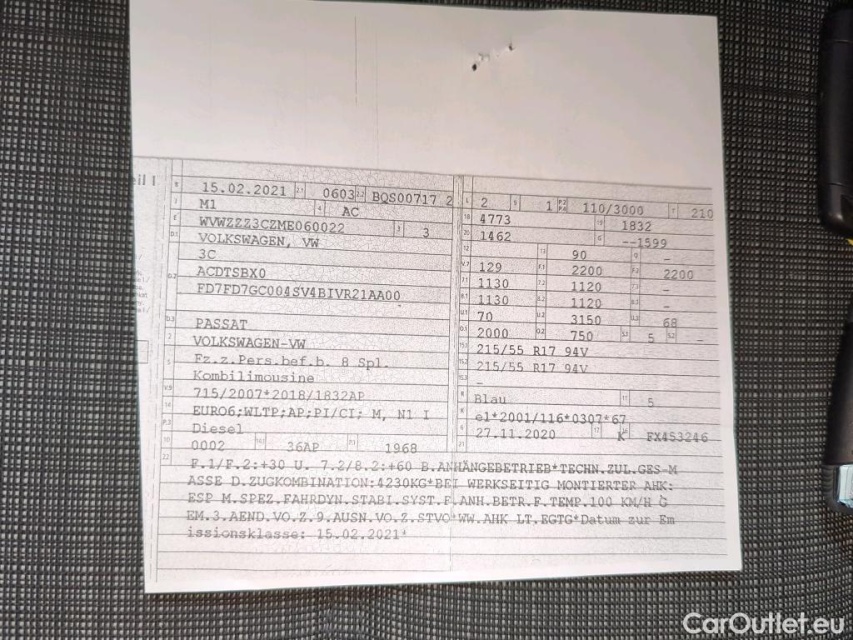 15.02.2021 0603 BQS00717 2
M1 AC
WVWZZZ3CZME060022 3
VOLKSWAGEN, VW
3C
ACDTSBX0
FD7FD7GC004SV4BIVR21AA00
PASSAT
VOLKSWAGEN-VW
Fz.z.Pers.bef.b. 8 Spl.
Kombilimousine
715/2007*2018/1832AP
EURO6;WLTP;AP;PI/CI; M, N1 I
Diesel
0002 36AP 1968
2 1 110/3000 210
4773 1832
1462 --1599
90 -
129 2200 2200
1130 1120 -
1130 1120 -
70 3150 68
2000 750 5 -
215/55 R17 94V
215/55 R17 94V
-
Blau 5
e1*2001/116*0307*67
27.11.2020 K FX453246
F.1/F.2:+30 U. 7.2/8.2:+60 B.ANHÄNGEBETRIEB*TECHN.ZUL.GES-M
ASSE D.ZUGKOMBINATION:4230KG*BEI WERKSEITIG MONTIERTER AHK:
ESP M.SPEZ.FAHRDYN.STABI.SYST.F.ANH.BETR.F.TEMP.100 KM/H G
EM.3.AEND.VO.Z.9.AUSN.VO.Z.STVO*WW.AHK LT.EGTG*Datum zur Em
issionsklasse: 15.02.2021*
CarOutlet.eu